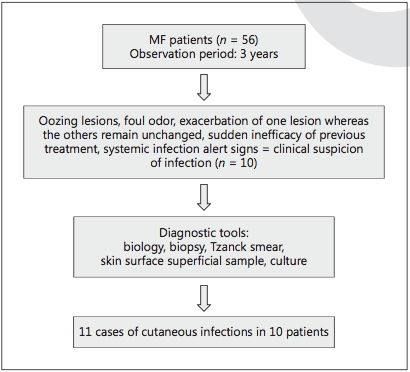 MF patients (n = 56)
Observation period: 3 years
Oozing lesions, foul odor, exacerbation of one lesion whereas
the others remain unchanged, sudden inefficacy of previous
treatment, systemic infection alert signs = clinical suspicion
of infection (n = 10)
Diagnostic tools:
biology, biopsy, Tzanck smear,
skin surface superficial sample, culture
11 cases of cutaneous infections in 10 patients